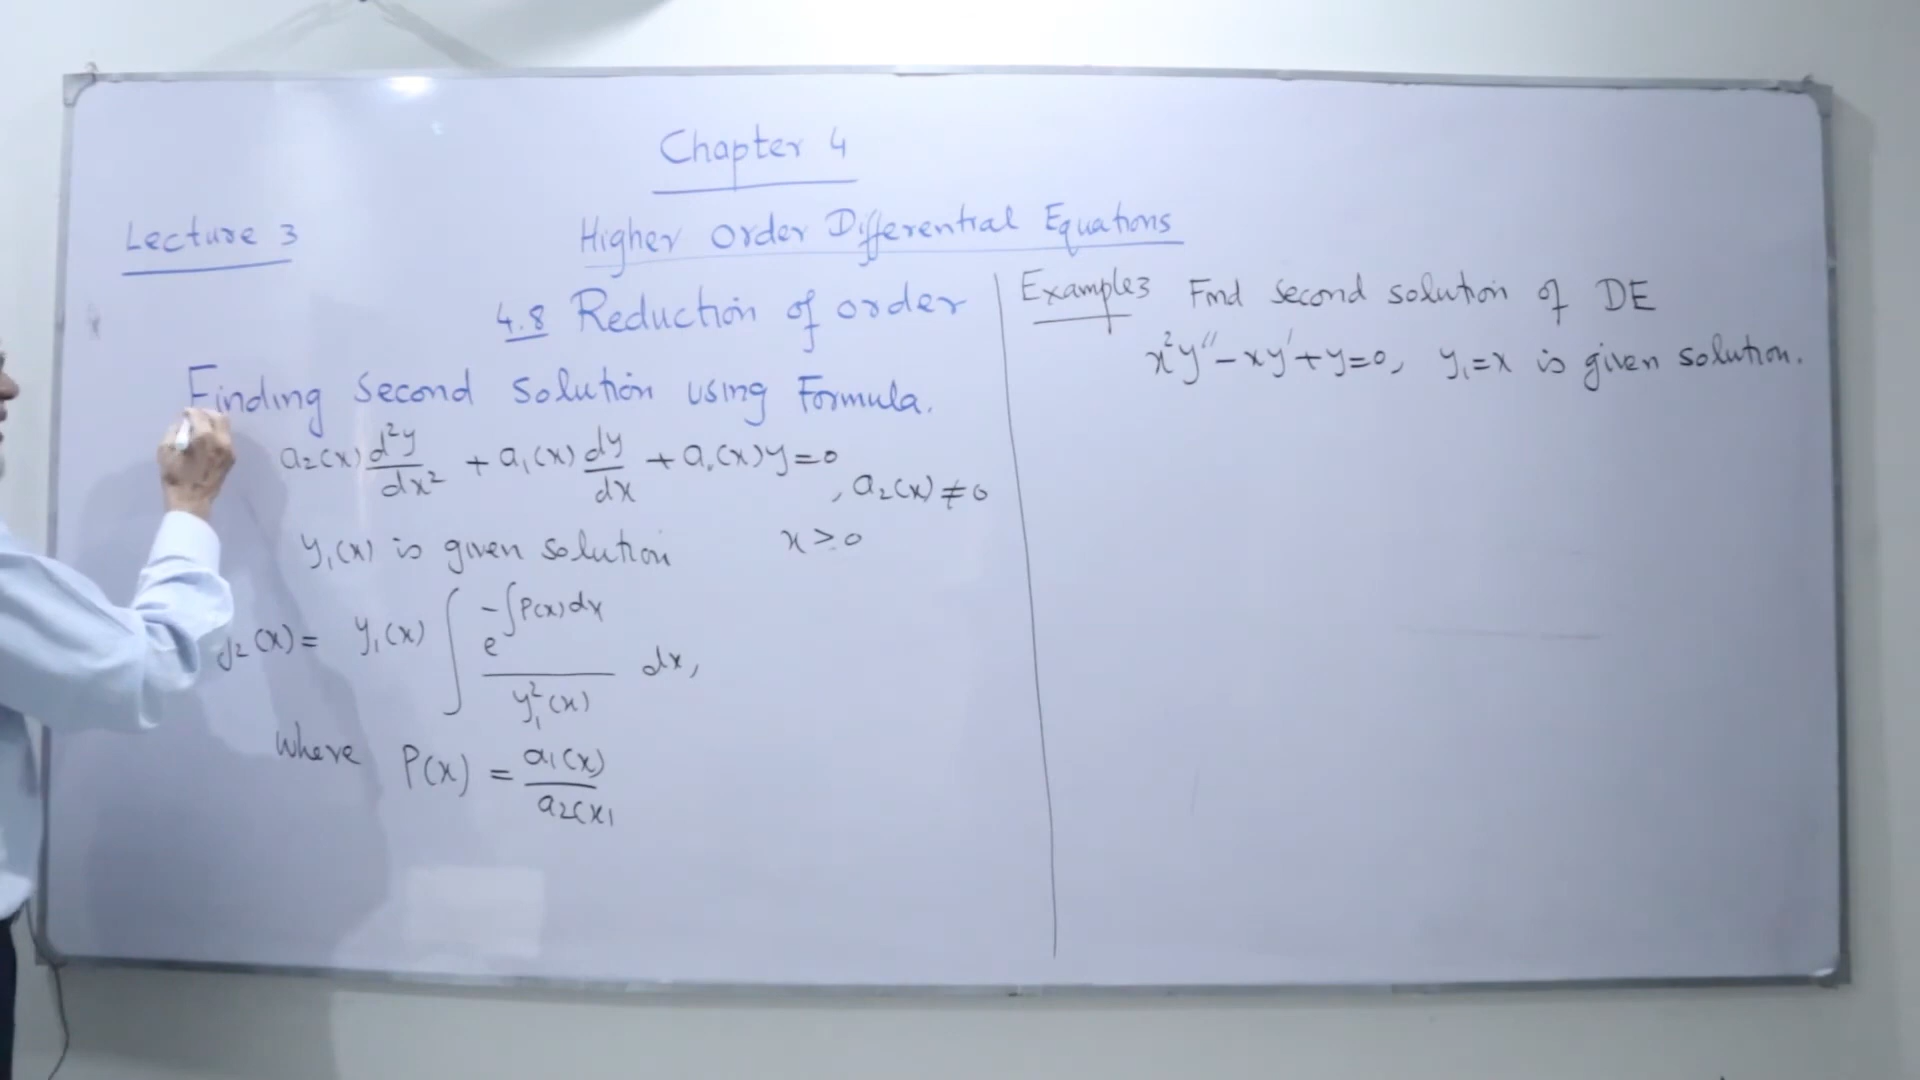 Chapter 4
Lecture 3
Higher Order Differential Equations
4.8 Reduction of order
Finding Second Solution using Formula.
a₂(x) d²y/dx² + a₁(x) dy/dx + a₀(x)y=0
, a₂(x) ≠ 0
y₁(x) is given solution x>0
y₂(x) = y₁(x) ∫ e^(-∫P(x)dx) / y₁²(x) dx,
where P(x) = a₁(x)/a₂(x)
Example3 Find second solution of DE
x²y″-xy′+y=0, y₁=x is given solution.